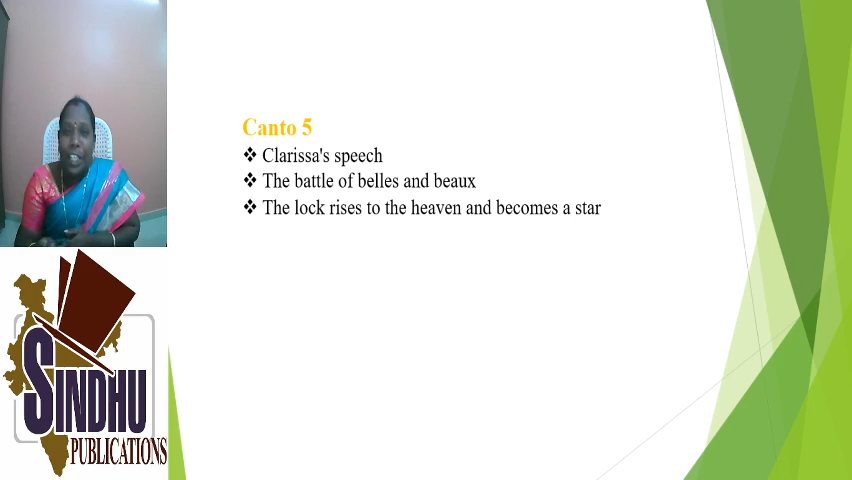 Canto 5
❖ Clarissa's speech
❖ The battle of belles and beaux
❖ The lock rises to the heaven and becomes a star
SINDHU
PUBLICATIONS